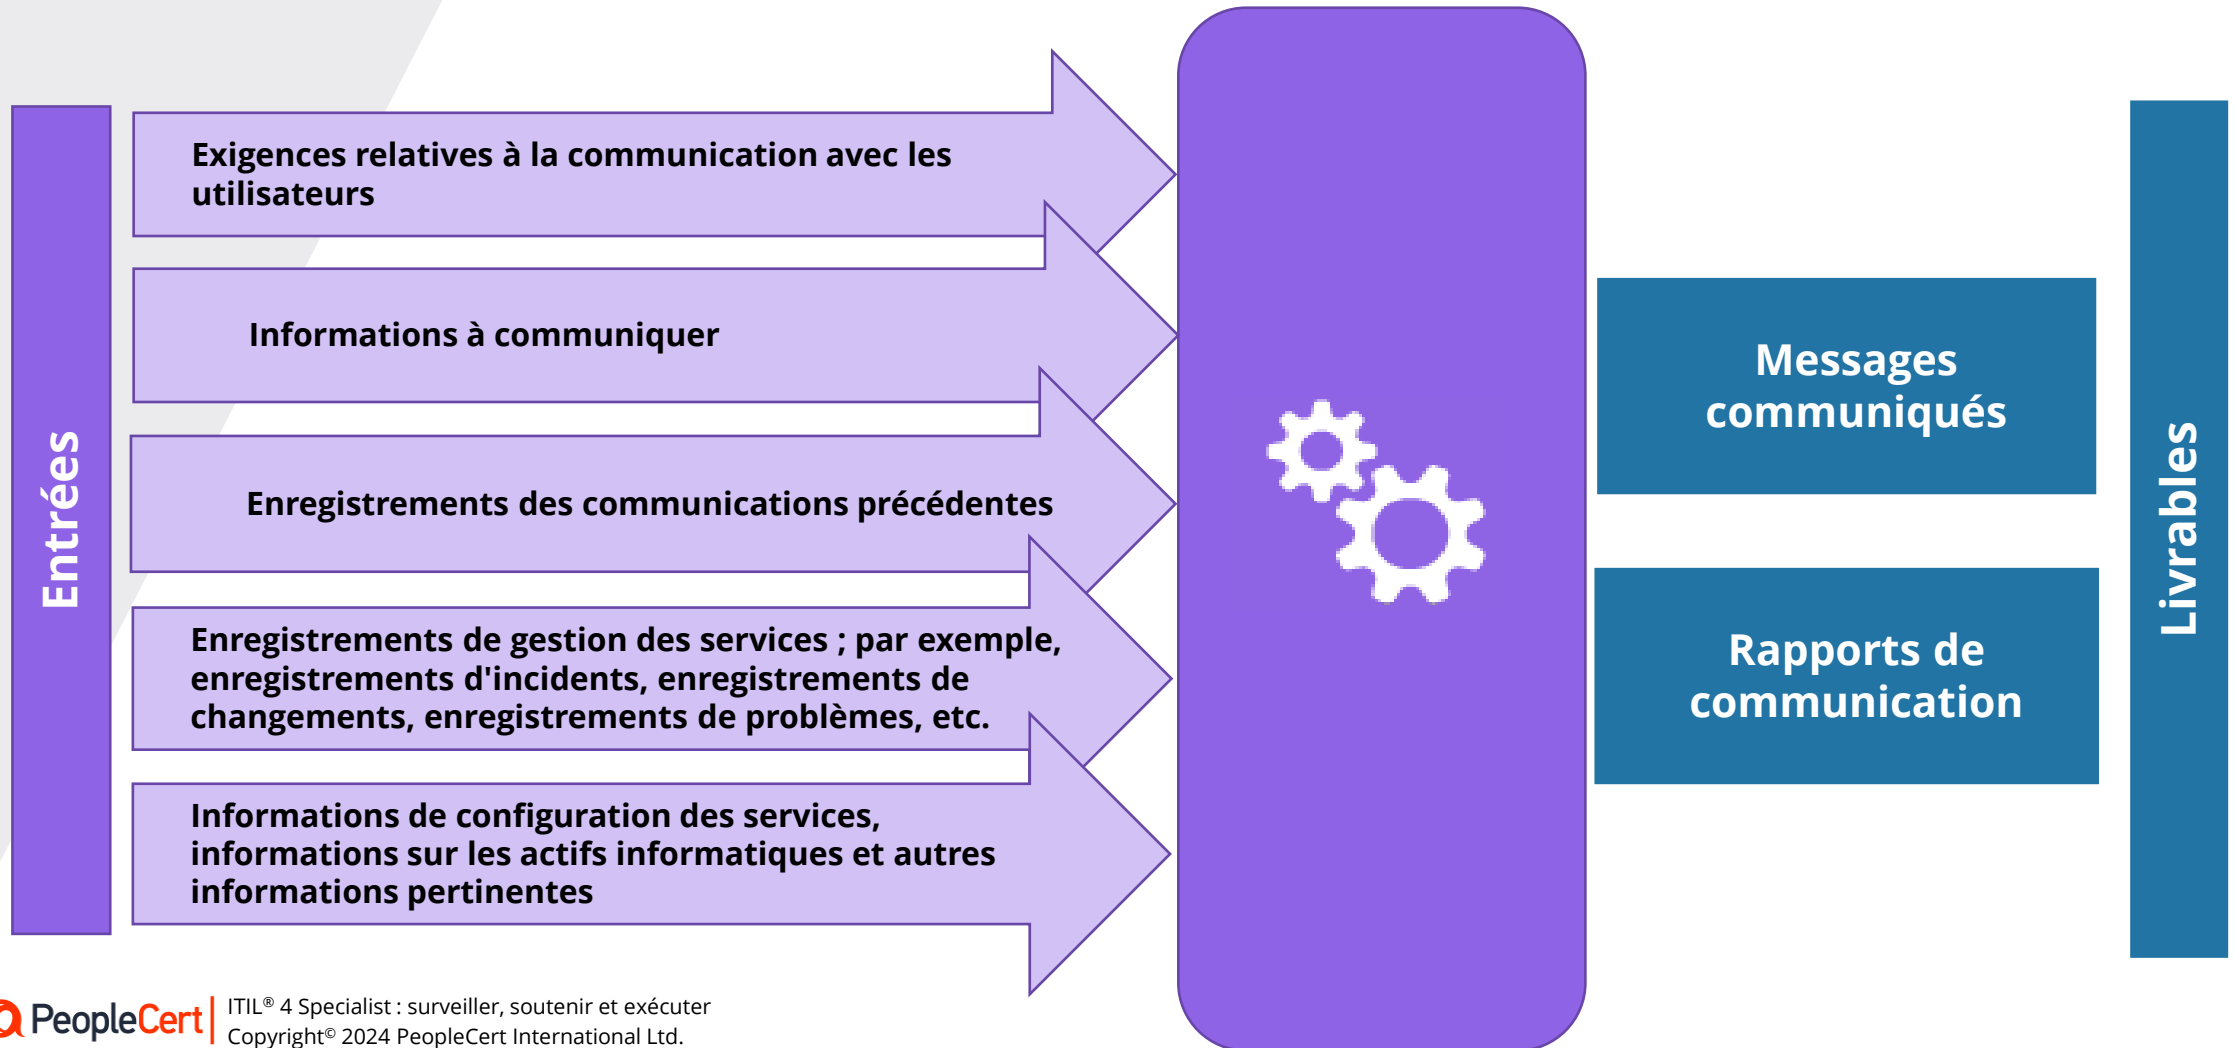 Entrées
Exigences relatives à la communication avec les
utilisateurs
Informations à communiquer
Enregistrements des communications précédentes
Enregistrements de gestion des services ; par exemple,
enregistrements d'incidents, enregistrements de
changements, enregistrements de problèmes, etc.
Informations de configuration des services,
informations sur les actifs informatiques et autres
informations pertinentes
Messages
communiqués
Rapports de
communication
Livrables
PeopleCert
ITIL® 4 Specialist : surveiller, soutenir et exécuter
Copyright© 2024 PeopleCert International Ltd.